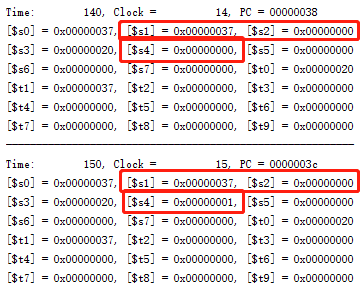 Time:        140, Clock =         14, PC = 00000038
[$s0] = 0x00000037, [$s1] = 0x00000037, [$s2] = 0x00000000
[$s3] = 0x00000020, [$s4] = 0x00000000, [$s5] = 0x00000000
[$s6] = 0x00000000, [$s7] = 0x00000000, [$t0] = 0x00000020
[$t1] = 0x00000037, [$t2] = 0x00000000, [$t3] = 0x00000000
[$t4] = 0x00000000, [$t5] = 0x00000000, [$t6] = 0x00000000
[$t7] = 0x00000000, [$t8] = 0x00000000, [$t9] = 0x00000000
Time:        150, Clock =         15, PC = 0000003c
[$s0] = 0x00000037, [$s1] = 0x00000037, [$s2] = 0x00000000
[$s3] = 0x00000020, [$s4] = 0x00000001, [$s5] = 0x00000000
[$s6] = 0x00000000, [$s7] = 0x00000000, [$t0] = 0x00000020
[$t1] = 0x00000037, [$t2] = 0x00000000, [$t3] = 0x00000000
[$t4] = 0x00000000, [$t5] = 0x00000000, [$t6] = 0x00000000
[$t7] = 0x00000000, [$t8] = 0x00000000, [$t9] = 0x00000000